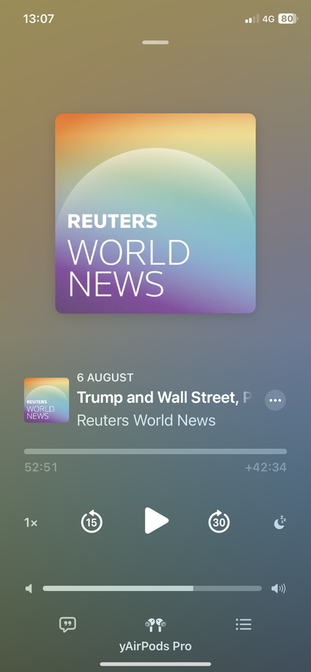 13:07
4G
80
REUTERS
WORLD
NEWS
6 AUGUST
REUTERS
WORLD
NEWS
Trump and Wall Street, P
Reuters World News
52:51
+42:34
1×
15
30
yAirPods Pro